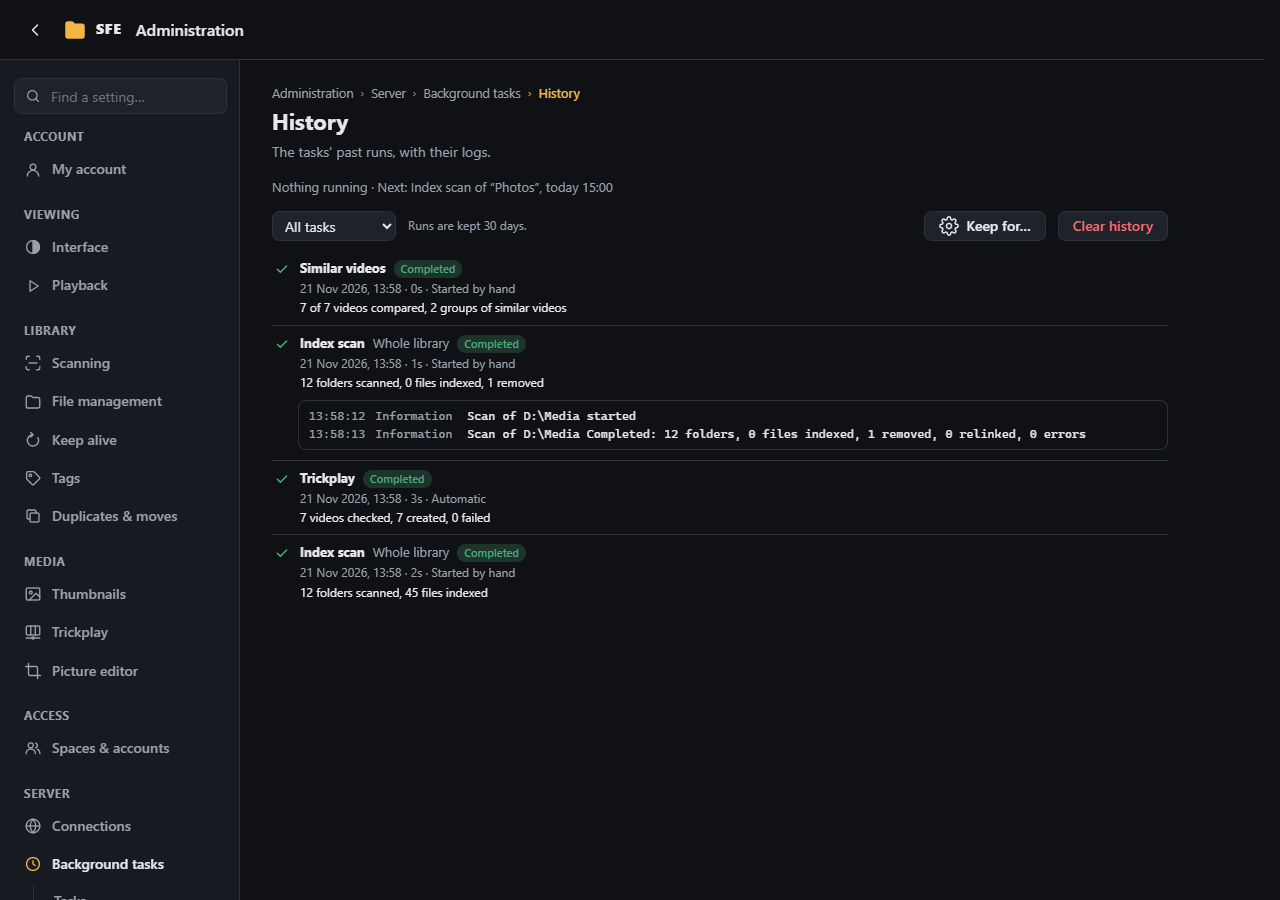 SFE Administration
Find a setting...
ACCOUNT
My account
VIEWING
Interface
Playback
LIBRARY
Scanning
File management
Keep alive
Tags
Duplicates & moves
MEDIA
Thumbnails
Trickplay
Picture editor
ACCESS
Spaces & accounts
SERVER
Connections
Background tasks
Tasks
Administration › Server › Background tasks › History
History
The tasks' past runs, with their logs.
Nothing running · Next: Index scan of “Photos”, today 15:00
All tasks Runs are kept 30 days. Keep for... Clear history
Similar videos Completed
21 Nov 2026, 13:58 · 0s · Started by hand
7 of 7 videos compared, 2 groups of similar videos
Index scan Whole library Completed
21 Nov 2026, 13:58 · 1s · Started by hand
12 folders scanned, 0 files indexed, 1 removed
13:58:12 Information Scan of D:\Media started
13:58:13 Information Scan of D:\Media Completed: 12 folders, 0 files indexed, 1 removed, 0 relinked, 0 errors
Trickplay Completed
21 Nov 2026, 13:58 · 3s · Automatic
7 videos checked, 7 created, 0 failed
Index scan Whole library Completed
21 Nov 2026, 13:58 · 2s · Started by hand
12 folders scanned, 45 files indexed